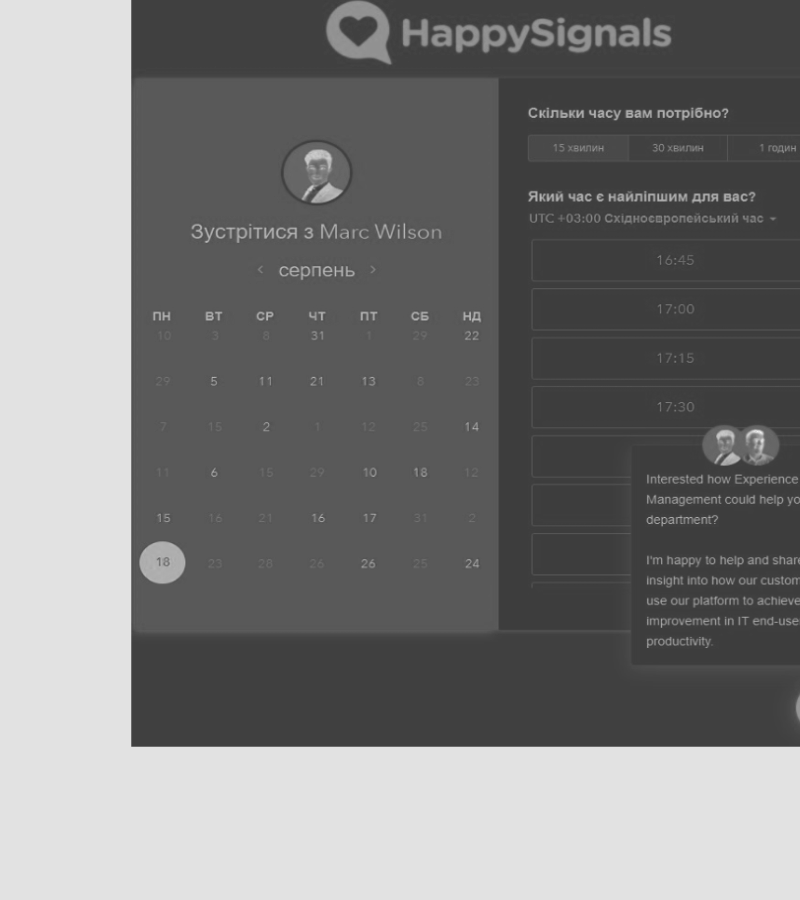 HappySignals
Зустрітися з Marc Wilson
серпень
ПН ВТ СР ЧТ ПТ СБ НД
10 3 8 31 1 29 22
29 5 11 21 13 8 23
7 15 2 1 12 25 14
11 6 15 29 10 18 12
15 16 21 16 17 31 2
18 23 28 26 26 25 24
Скільки часу вам потрібно?
15 хвилин 30 хвилин 1 годин
Який час є найліпшим для вас?
UTC +03:00 Східноєвропейський час
16:45
17:00
17:15
17:30
Interested how Experience
Management could help yo
department?
I'm happy to help and share
insight into how our custom
use our platform to achieve
improvement in IT end-use
productivity.